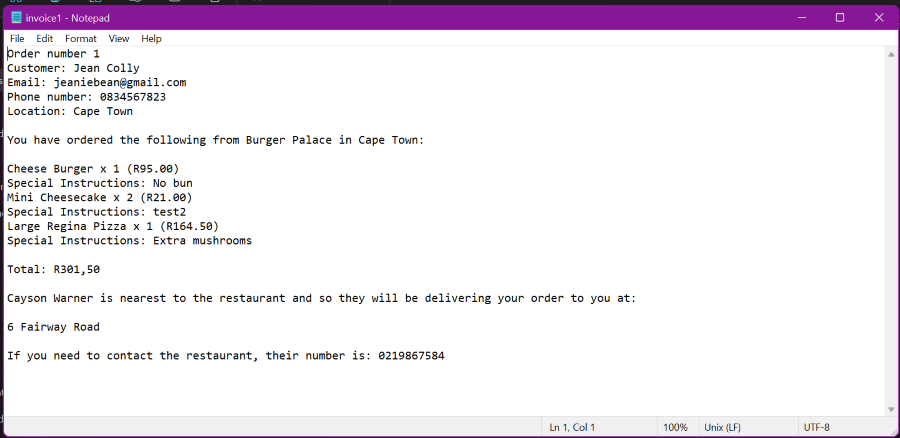 invoice1 - Notepad
File Edit Format View Help
Order number 1
Customer: Jean Colly
Email: jeaniebean@gmail.com
Phone number: 0834567823
Location: Cape Town
You have ordered the following from Burger Palace in Cape Town:
Cheese Burger x 1 (R95.00)
Special Instructions: No bun
Mini Cheesecake x 2 (R21.00)
Special Instructions: test2
Large Regina Pizza x 1 (R164.50)
Special Instructions: Extra mushrooms
Total: R301,50
Cayson Warner is nearest to the restaurant and so they will be delivering your order to you at:
6 Fairway Road
If you need to contact the restaurant, their number is: 0219867584
Ln 1, Col 1 100% Unix (LF) UTF-8